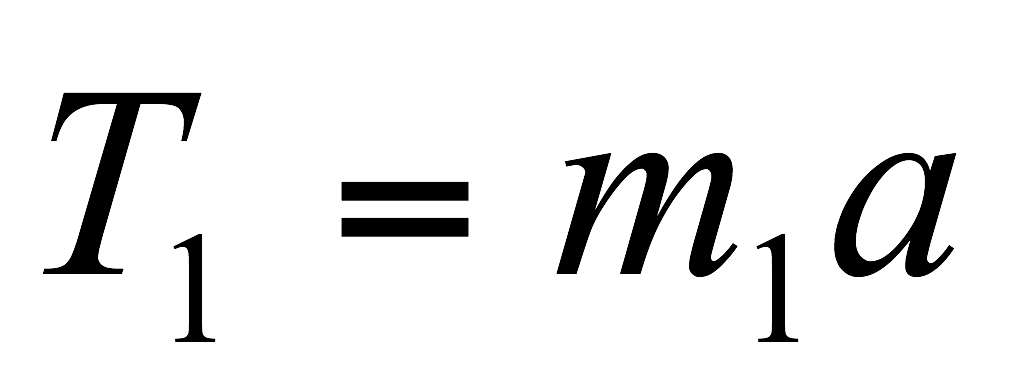 T₁ = m₁a